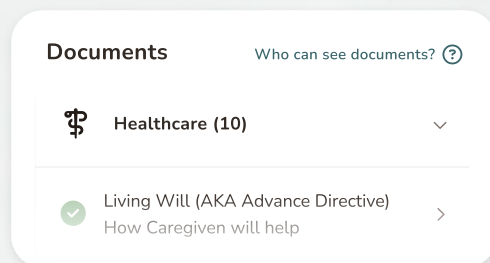 Documents
Who can see documents?
Healthcare (10)
Living Will (AKA Advance Directive)
How Caregiven will help